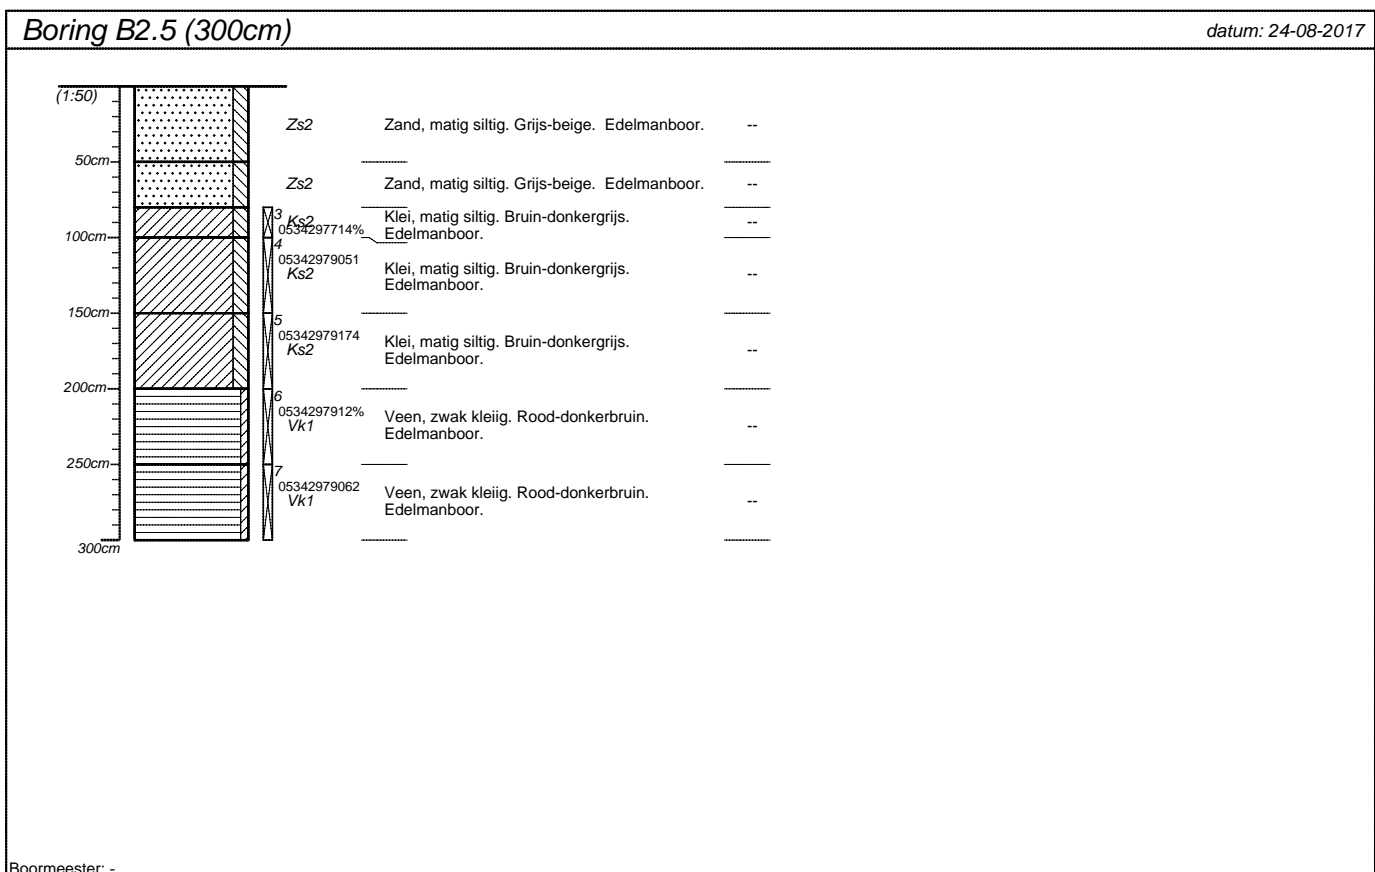 Boring B2.5 (300cm)
datum: 24-08-2017
(1:50)
Zs2 Zand, matig siltig. Grijs-beige. Edelmanboor. --
50cm
Zs2 Zand, matig siltig. Grijs-beige. Edelmanboor. --
3
Ks2 Klei, matig siltig. Bruin-donkergrijs. --
0534297714% Edelmanboor.
100cm
4
05342979051
Ks2 Klei, matig siltig. Bruin-donkergrijs. --
Edelmanboor.
150cm
5
05342979174
Ks2 Klei, matig siltig. Bruin-donkergrijs. --
Edelmanboor.
200cm
6
0534297912%
Vk1 Veen, zwak kleiig. Rood-donkerbruin. --
Edelmanboor.
250cm
7
05342979062
Vk1 Veen, zwak kleiig. Rood-donkerbruin. --
Edelmanboor.
300cm
Boormeester: -